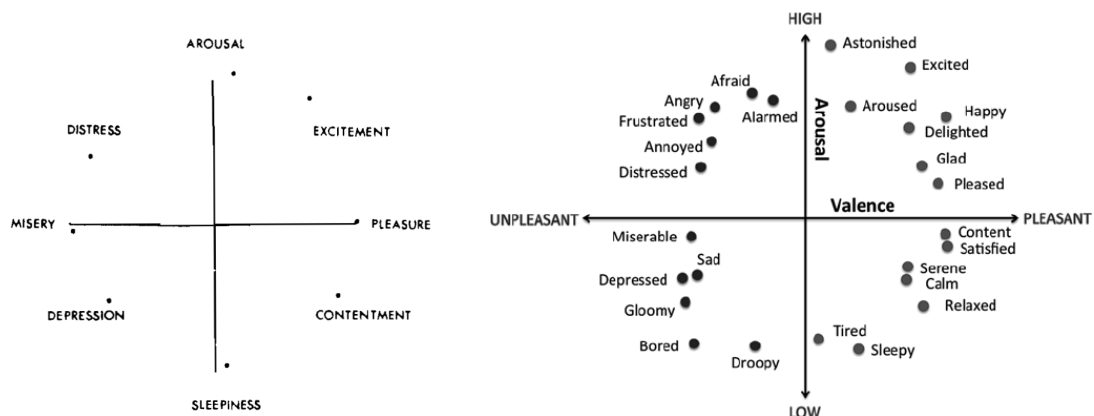 AROUSAL
DISTRESS
EXCITEMENT
MISERY
PLEASURE
DEPRESSION
CONTENTMENT
SLEEPINESS
HIGH
Astonished
Excited
Afraid
Angry
Alarmed
Frustrated
Annoyed
Distressed
Arousal
Aroused
Happy
Delighted
Glad
Pleased
Valence
UNPLEASANT
PLEASANT
Miserable
Sad
Depressed
Gloomy
Bored
Droopy
Content
Satisfied
Serene
Calm
Relaxed
Tired
Sleepy
LOW